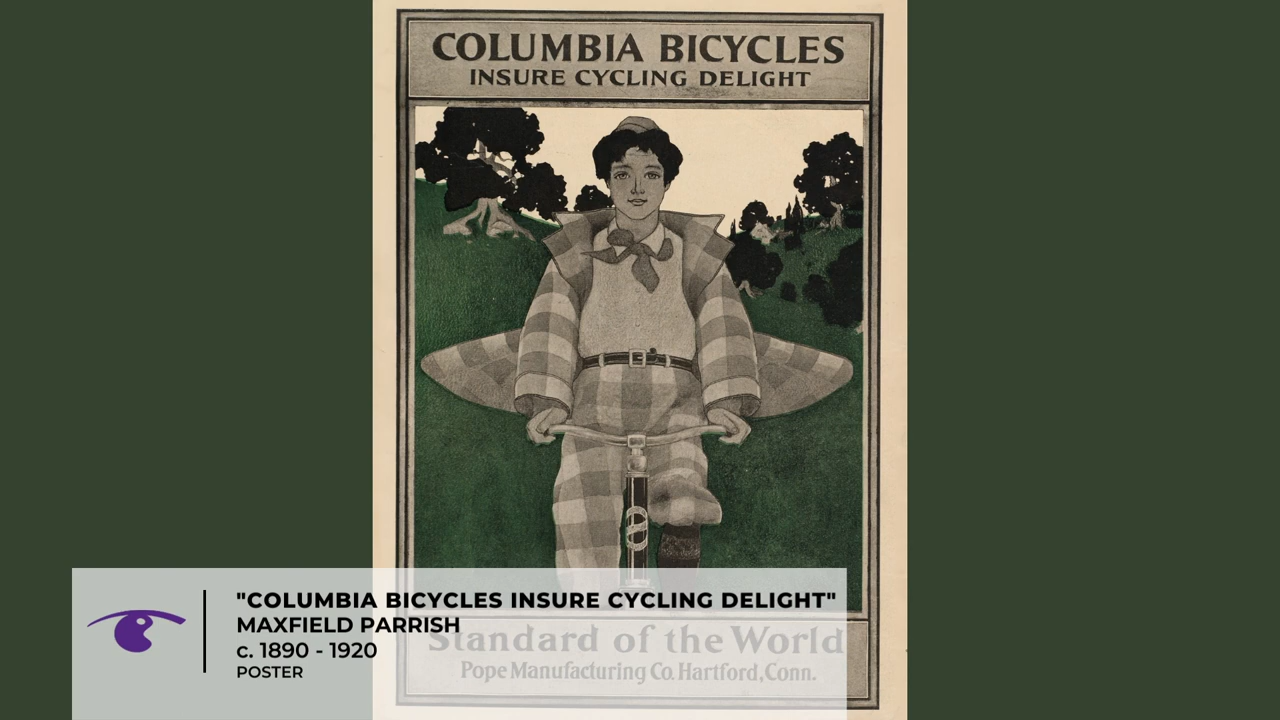 COLUMBIA BICYCLES
INSURE CYCLING DELIGHT
"COLUMBIA BICYCLES INSURE CYCLING DELIGHT"
MAXFIELD PARRISH
c. 1890 - 1920
POSTER
Standard of the World
Pope Manufacturing Co. Hartford, Conn.